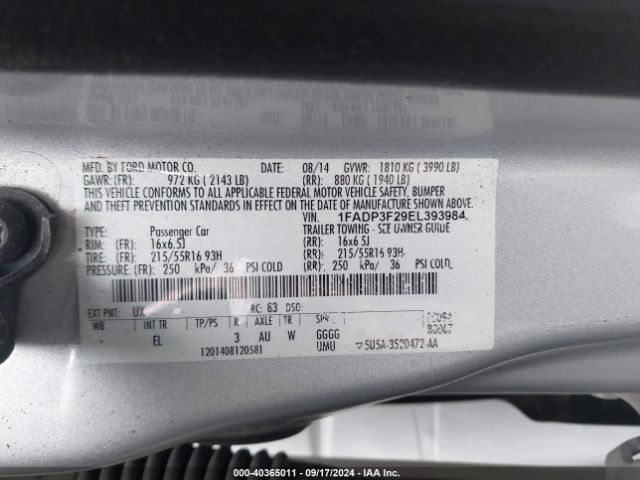 MFD. BY FORD MOTOR CO. DATE: 08/14 GVWR: 1810 KG ( 3990 LB)
GAWR: (FR): 972 KG ( 2143 LB) (RR): 880 KG ( 1940 LB)
THIS VEHICLE CONFORMS TO ALL APPLICABLE FEDERAL MOTOR VEHICLE SAFETY, BUMPER
AND THEFT PREVENTION STANDARDS IN EFFECT ON THE DATE OF MANUFACTURE SHOWN ABOVE.
VIN: 1FADP3F29EL393984
TYPE: Passenger Car TRAILER TOWING - SEE OWNER GUIDE
RIM: (FR): 16x6.5J (RR): 16x6.5J
TIRE: (FR): 215/55R16 93H (RR): 215/55R16 93H
PRESSURE: (FR): 250 kPa/ 36 PSI COLD (RR): 250 kPa/ 36 PSI COLD
EXT PNT: UX RC: 63 DSO:
WB INT TR TP/PS R AXLE TR SPR
EL 3 AU W GGGG R0067
1201408120581 UMU 5U5A-3520472-AA
000-40365011 - 09/17/2024 - IAA Inc.